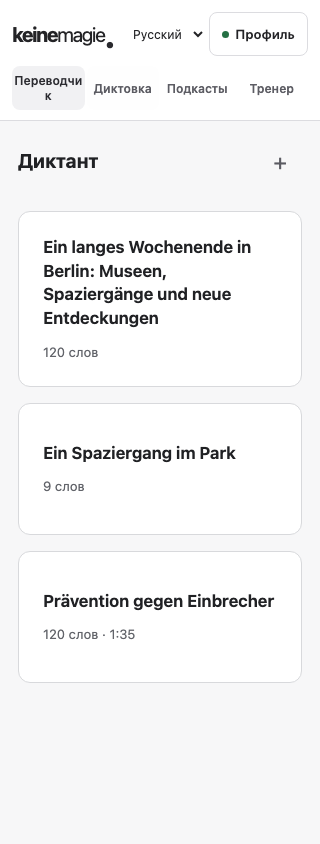 keinemagie.
Русский
Профиль
Переводчи
к
Диктовка
Подкасты
Тренер
Диктант
+
Ein langes Wochenende in
Berlin: Museen,
Spaziergänge und neue
Entdeckungen
120 слов
Ein Spaziergang im Park
9 слов
Prävention gegen Einbrecher
120 слов · 1:35